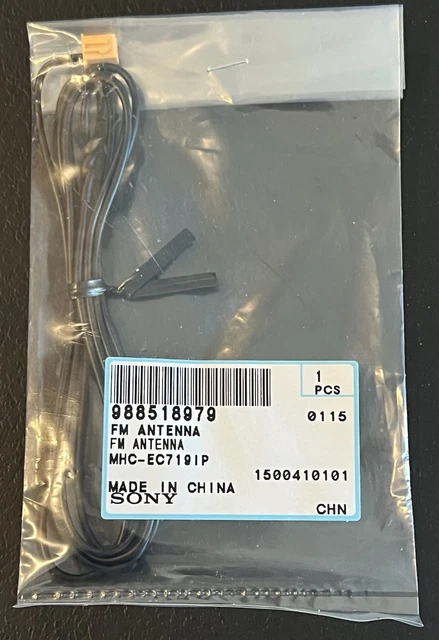 1
PCS
988518979
0115
FM ANTENNA
FM ANTENNA
MHC-EC719IP
1500410101
MADE IN CHINA
SONY
CHN